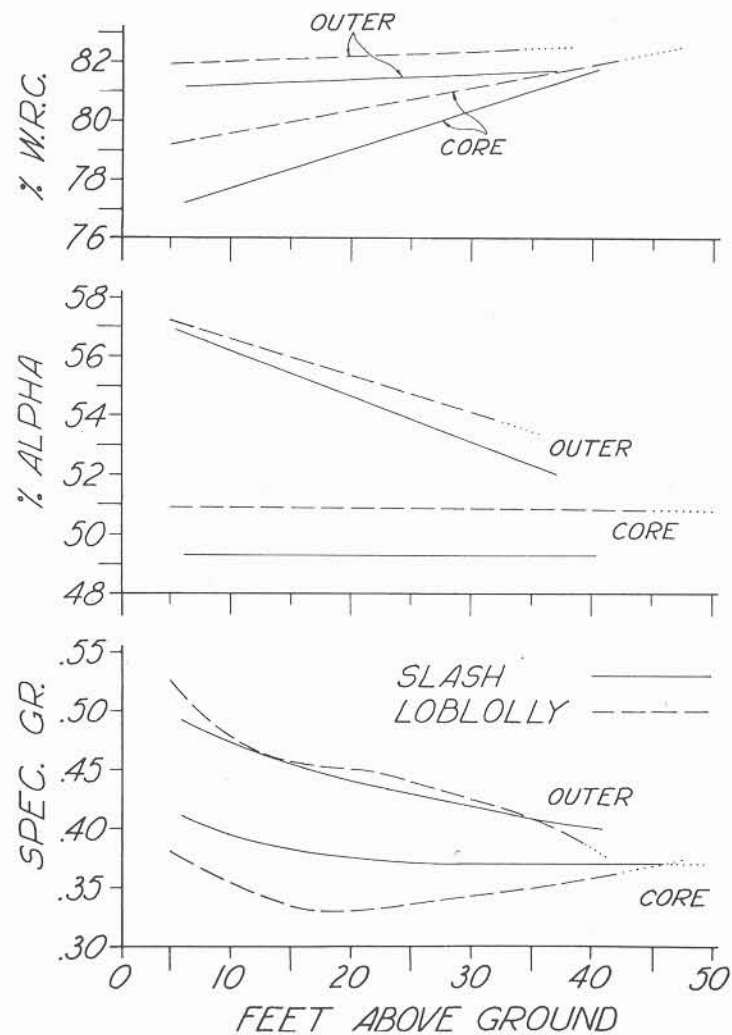 OUTER
82
80
78
76
% W.R.C.
CORE
58
56
54
52
50
48
% ALPHA
OUTER
CORE
.55
.50
.45
.40
.35
.30
SPEC. GR.
SLASH
LOBLOLLY
OUTER
CORE
0 10 20 30 40 50
FEET ABOVE GROUND